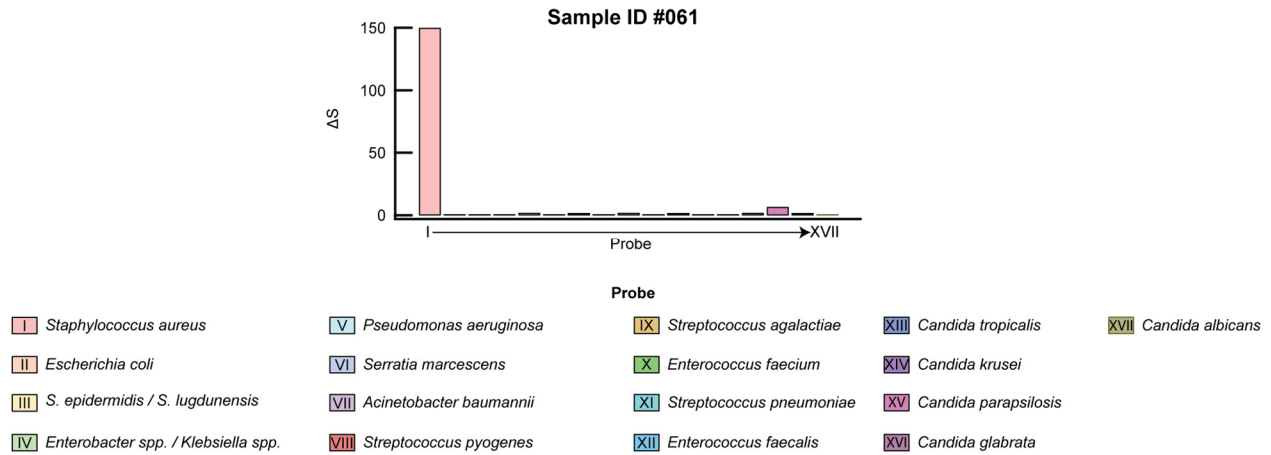 Sample ID #061
150
100
50
0
ΔS
I XVII
Probe
Probe
I Staphylococcus aureus
II Escherichia coli
III S. epidermidis / S. lugdunensis
IV Enterobacter spp. / Klebsiella spp.
V Pseudomonas aeruginosa
VI Serratia marcescens
VII Acinetobacter baumannii
VIII Streptococcus pyogenes
IX Streptococcus agalactiae
X Enterococcus faecium
XI Streptococcus pneumoniae
XII Enterococcus faecalis
XIII Candida tropicalis
XIV Candida krusei
XV Candida parapsilosis
XVI Candida glabrata
XVII Candida albicans